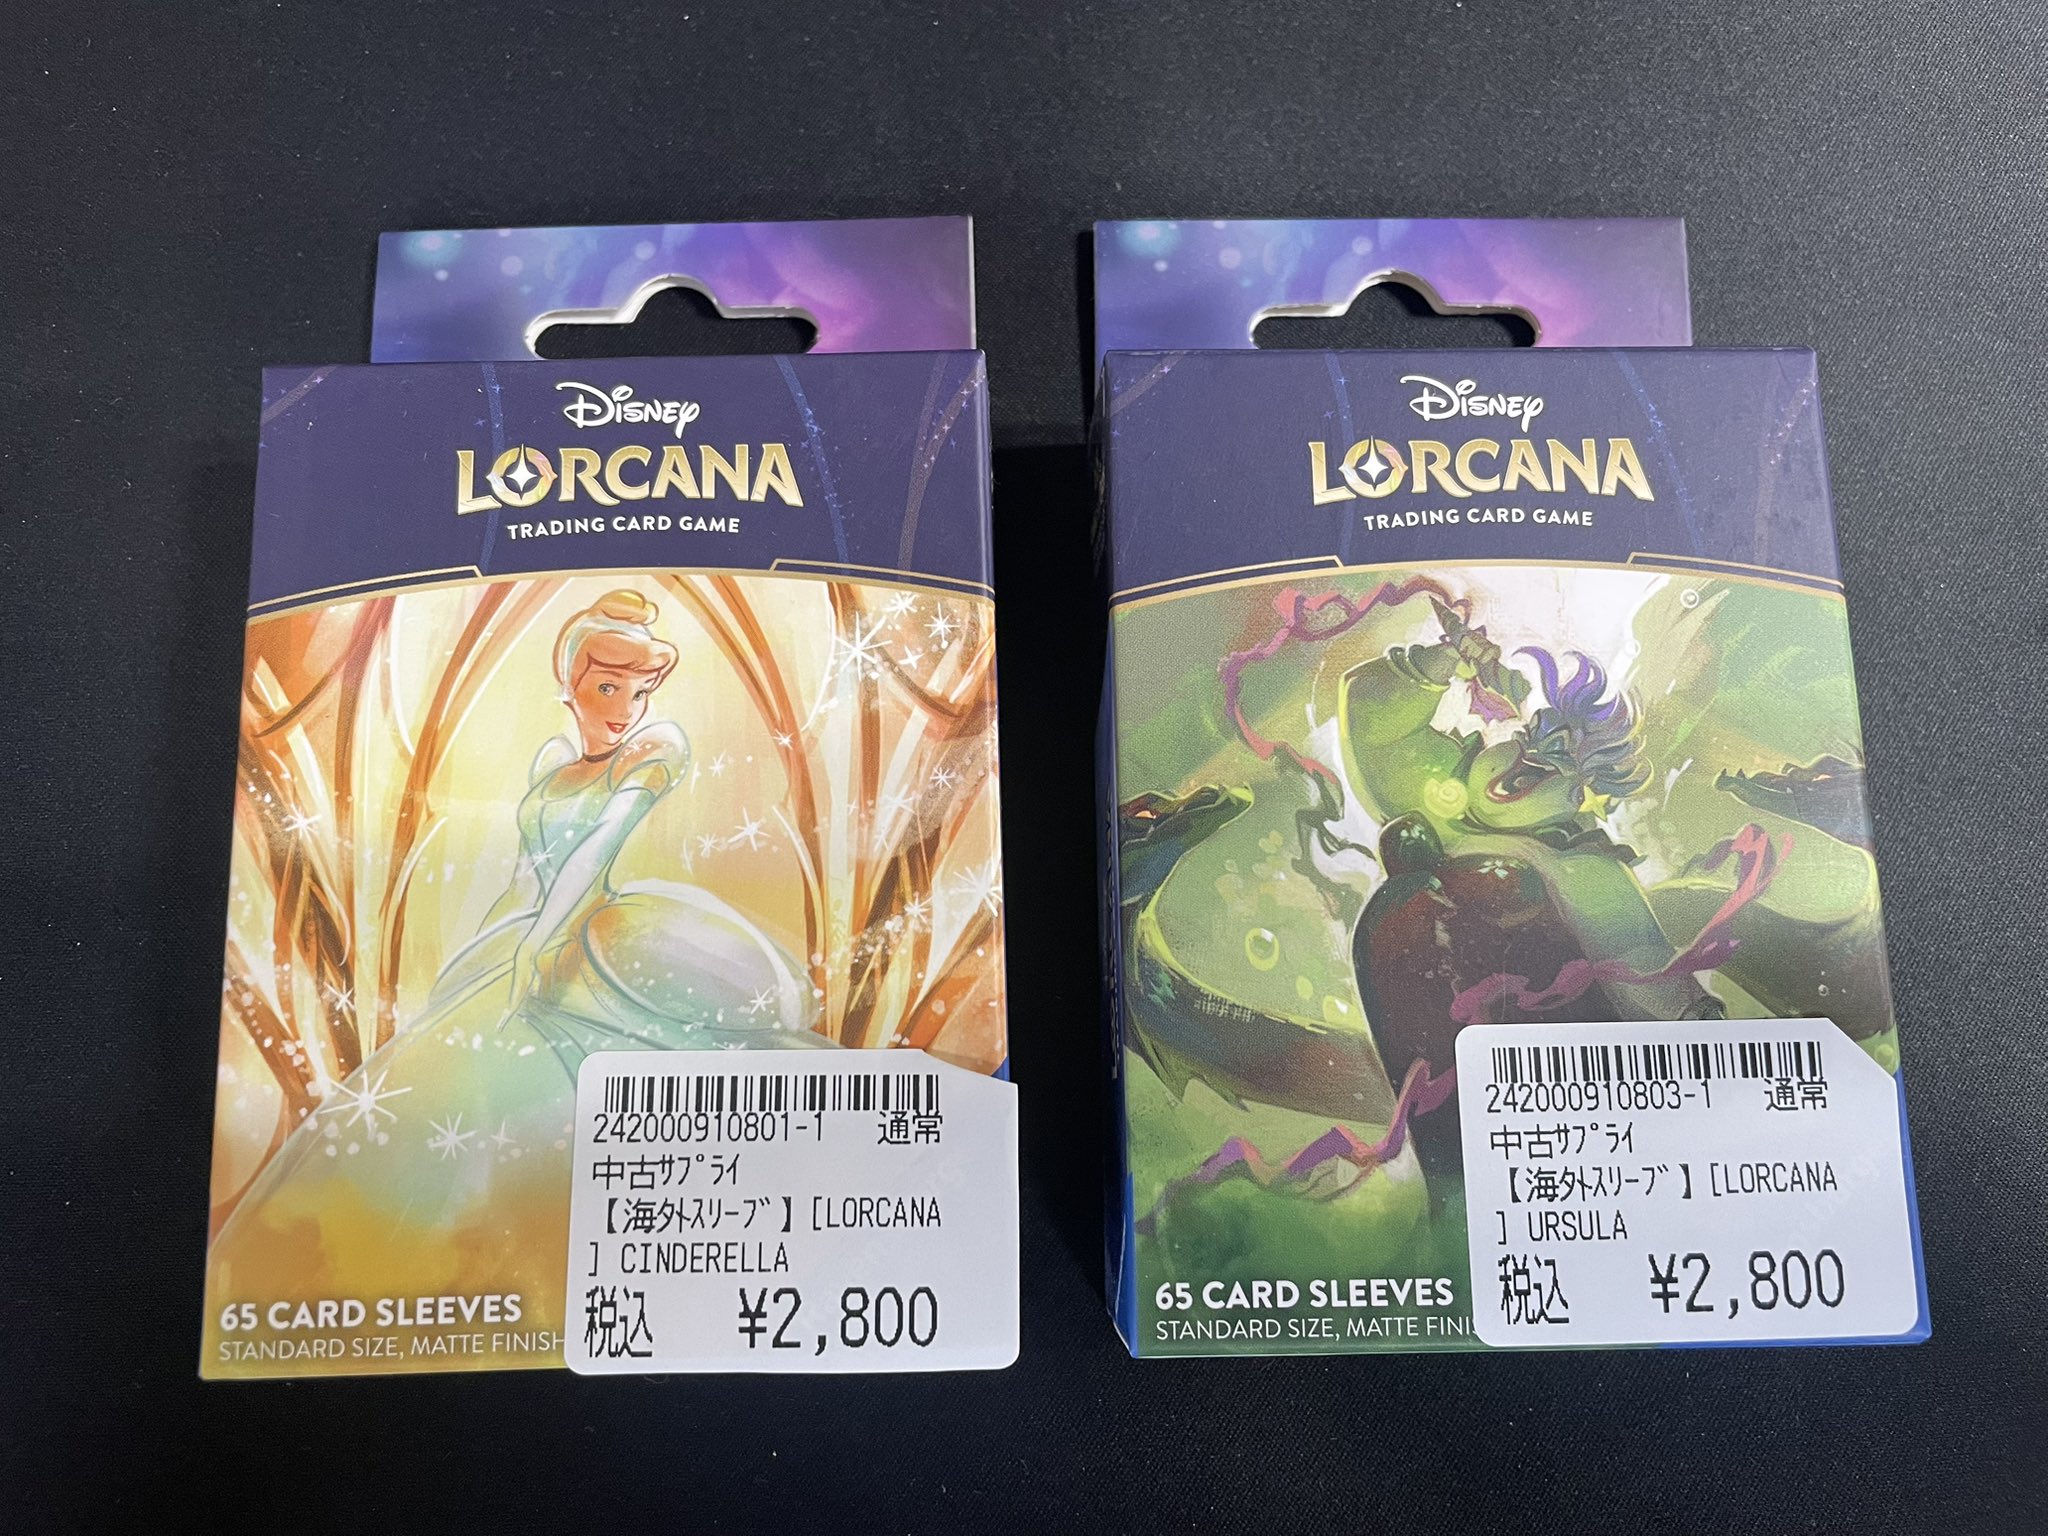 Disney
LORCANA
TRADING CARD GAME
242000910801-1 通常
中古ｻﾌﾟﾗｲ
【海外ｽﾘｰﾌﾞ】[LORCANA
] CINDERELLA
税込 ¥2,800
65 CARD SLEEVES
STANDARD SIZE, MATTE FINISH
Disney
LORCANA
TRADING CARD GAME
242000910803-1 通常
中古ｻﾌﾟﾗｲ
【海外ｽﾘｰﾌﾞ】[LORCANA
] URSULA
税込 ¥2,800
65 CARD SLEEVES
STANDARD SIZE, MATTE FINIS